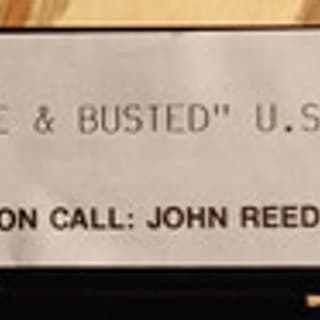 E & BUSTED" U.S
ON CALL: JOHN REED